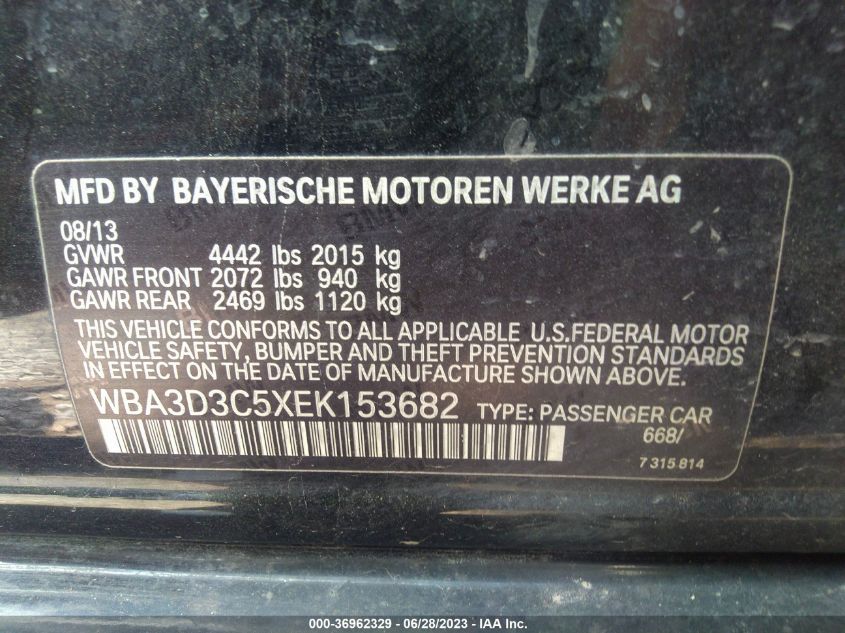 MFD BY BAYERISCHE MOTOREN WERKE AG
08/13
GVWR 4442 lbs 2015 kg
GAWR FRONT 2072 lbs 940 kg
GAWR REAR 2469 lbs 1120 kg
THIS VEHICLE CONFORMS TO ALL APPLICABLE U.S.FEDERAL MOTOR
VEHICLE SAFETY, BUMPER AND THEFT PREVENTION STANDARDS
IN EFFECT ON THE DATE OF MANUFACTURE SHOWN ABOVE.
WBA3D3C5XEK153682 TYPE: PASSENGER CAR
668/
7 315 814
000-36962329 - 06/28/2023 - IAA Inc.